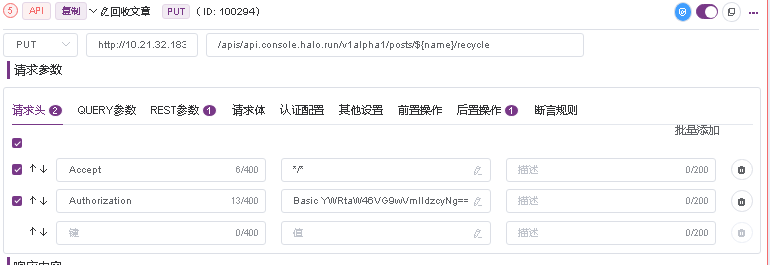 5 API 复制 回收文章 PUT ( ID: 100294)
PUT http://10.21.32.183 /apis/api.console.halo.run/v1alpha1/posts/${name}/recycle
请求参数
请求头 2 QUERY参数 REST参数 1 请求体 认证配置 其他设置 前置操作 后置操作 1 断言规则
批量添加
↑ ↓ Accept 6/400 */* 描述 0/200
↑ ↓ Authorization 13/400 Basic YWRtaW46VG9wVmlldzcyNg== 描述 0/200
↑ ↓ 键 0/400 值 描述 0/200
响应内容